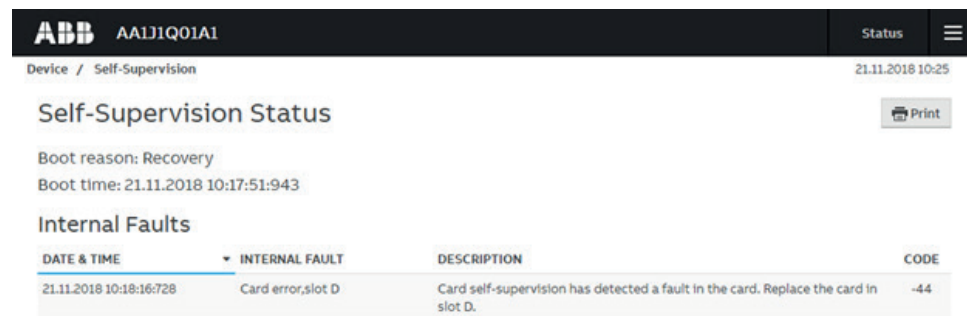 ABB AA1J1Q01A1 Status
Device / Self-Supervision 21.11.2018 10:25
Self-Supervision Status Print
Boot reason: Recovery
Boot time: 21.11.2018 10:17:51:943
Internal Faults
DATE & TIME INTERNAL FAULT DESCRIPTION CODE
21.11.2018 10:18:16:728 Card error,slot D Card self-supervision has detected a fault in the card. Replace the card in -44
slot D.